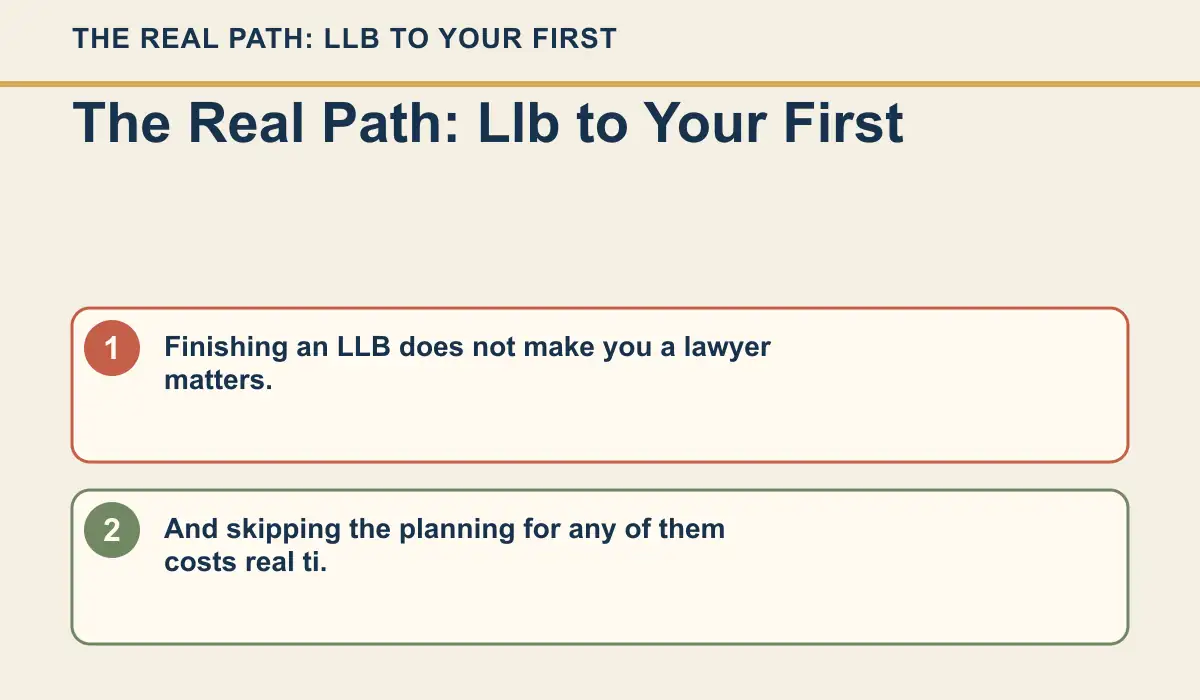 THE REAL PATH: LLB TO YOUR FIRST
The Real Path: Llb to Your First
1
Finishing an LLB does not make you a lawyer
matters.
2
And skipping the planning for any of them
costs real ti.